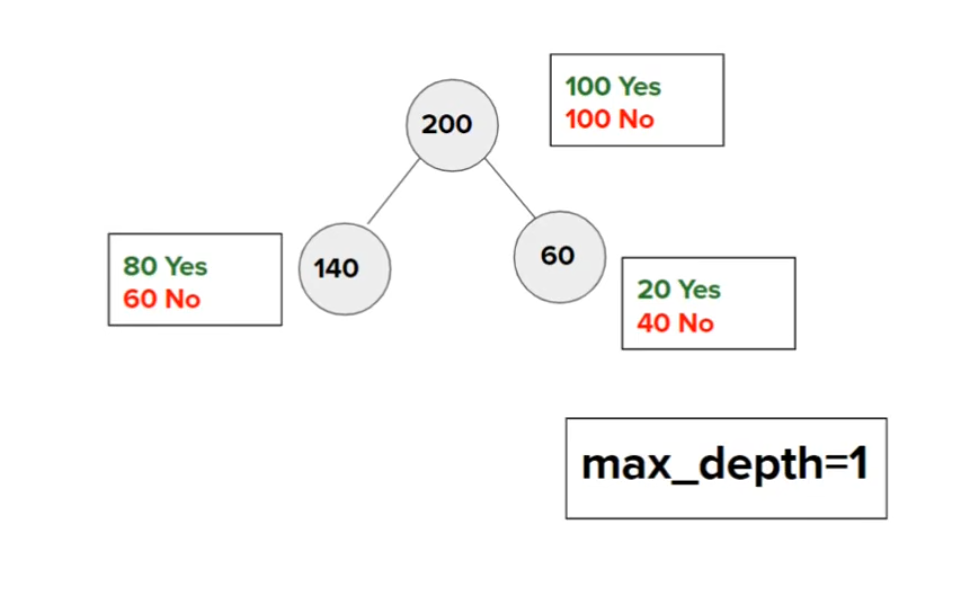 200
100 Yes
100 No
140
80 Yes
60 No
60
20 Yes
40 No
max_depth=1